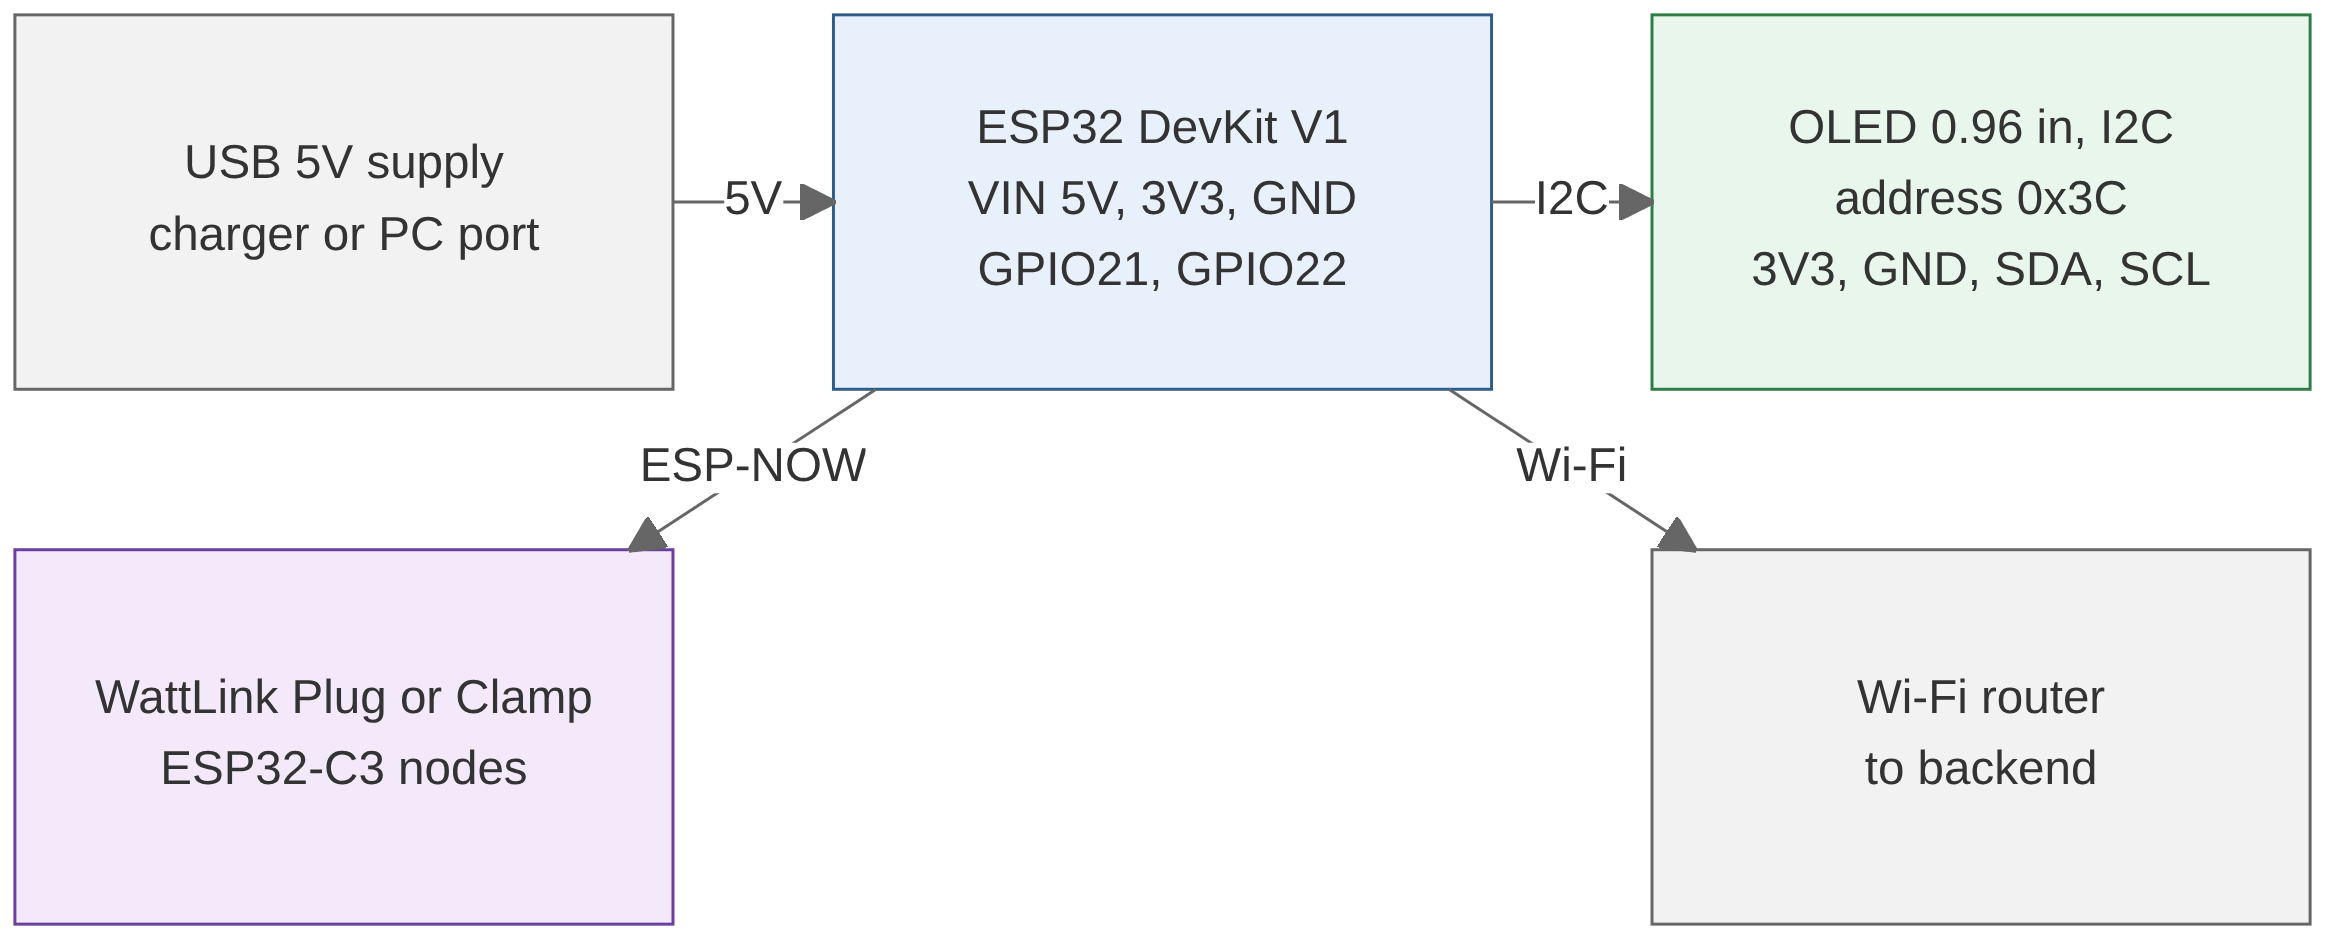 USB 5V supply
charger or PC port
5V
ESP32 DevKit V1
VIN 5V, 3V3, GND
GPIO21, GPIO22
I2C
OLED 0.96 in, I2C
address 0x3C
3V3, GND, SDA, SCL
ESP-NOW
Wi-Fi
WattLink Plug or Clamp
ESP32-C3 nodes
Wi-Fi router
to backend